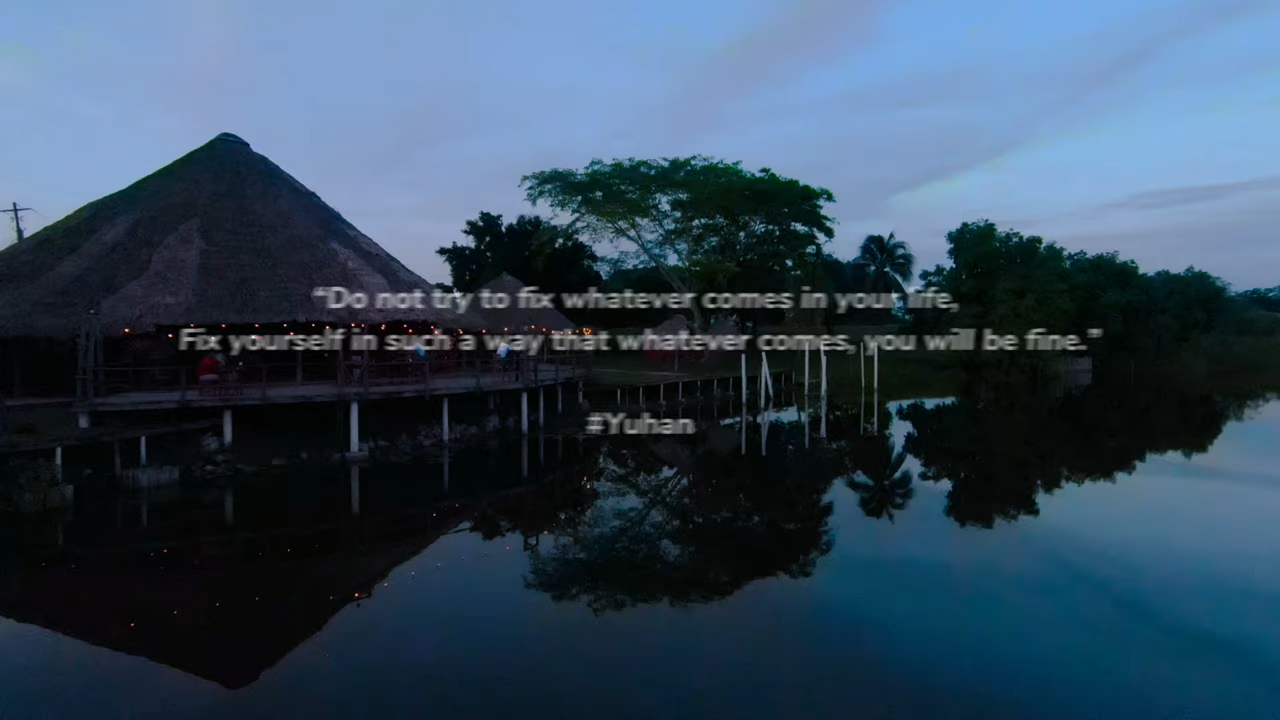 “Do not try to fix whatever comes in your life,
Fix yourself in such a way that whatever comes, you will be fine.”
#Yuhan